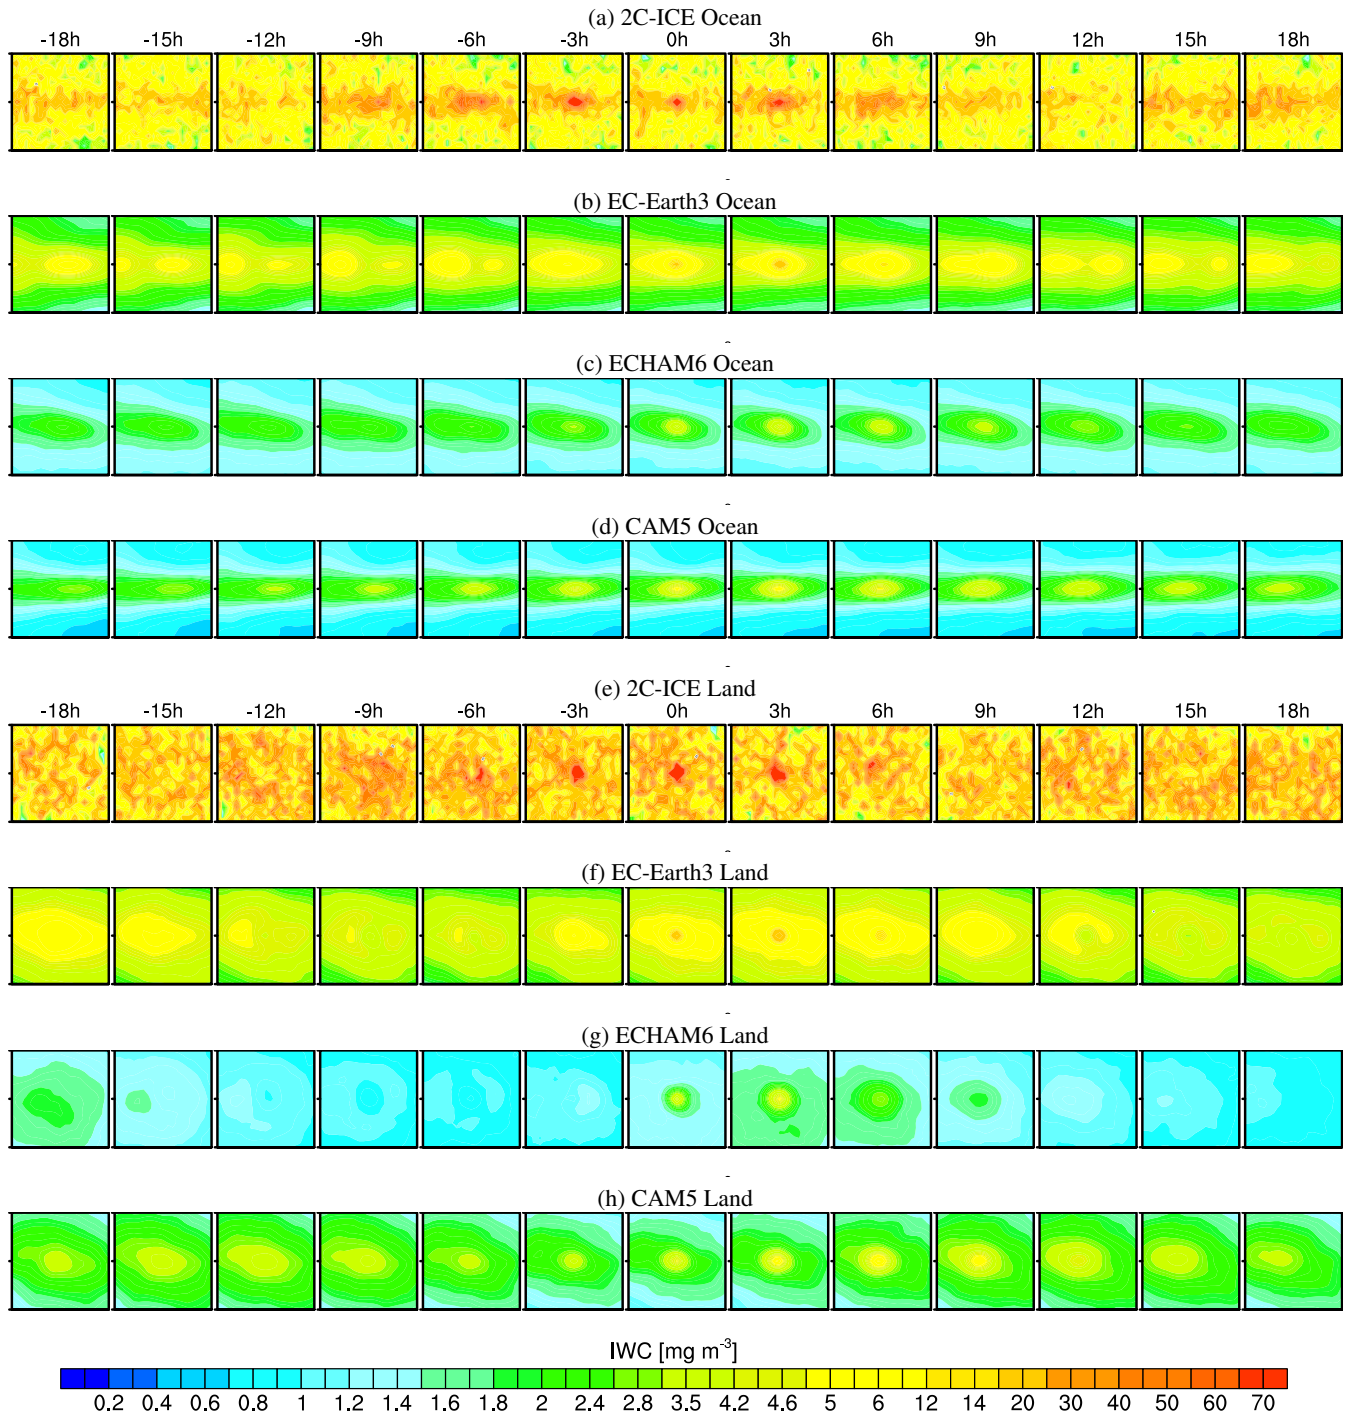 (a) 2C-ICE Ocean
-18h -15h -12h -9h -6h -3h 0h 3h 6h 9h 12h 15h 18h
(b) EC-Earth3 Ocean
(c) ECHAM6 Ocean
(d) CAM5 Ocean
(e) 2C-ICE Land
-18h -15h -12h -9h -6h -3h 0h 3h 6h 9h 12h 15h 18h
(f) EC-Earth3 Land
(g) ECHAM6 Land
(h) CAM5 Land
IWC [mg m⁻³]
0.2 0.4 0.6 0.8 1 1.2 1.4 1.6 1.8 2 2.4 2.8 3.5 4.2 4.6 5 6 12 14 20 30 40 50 60 70